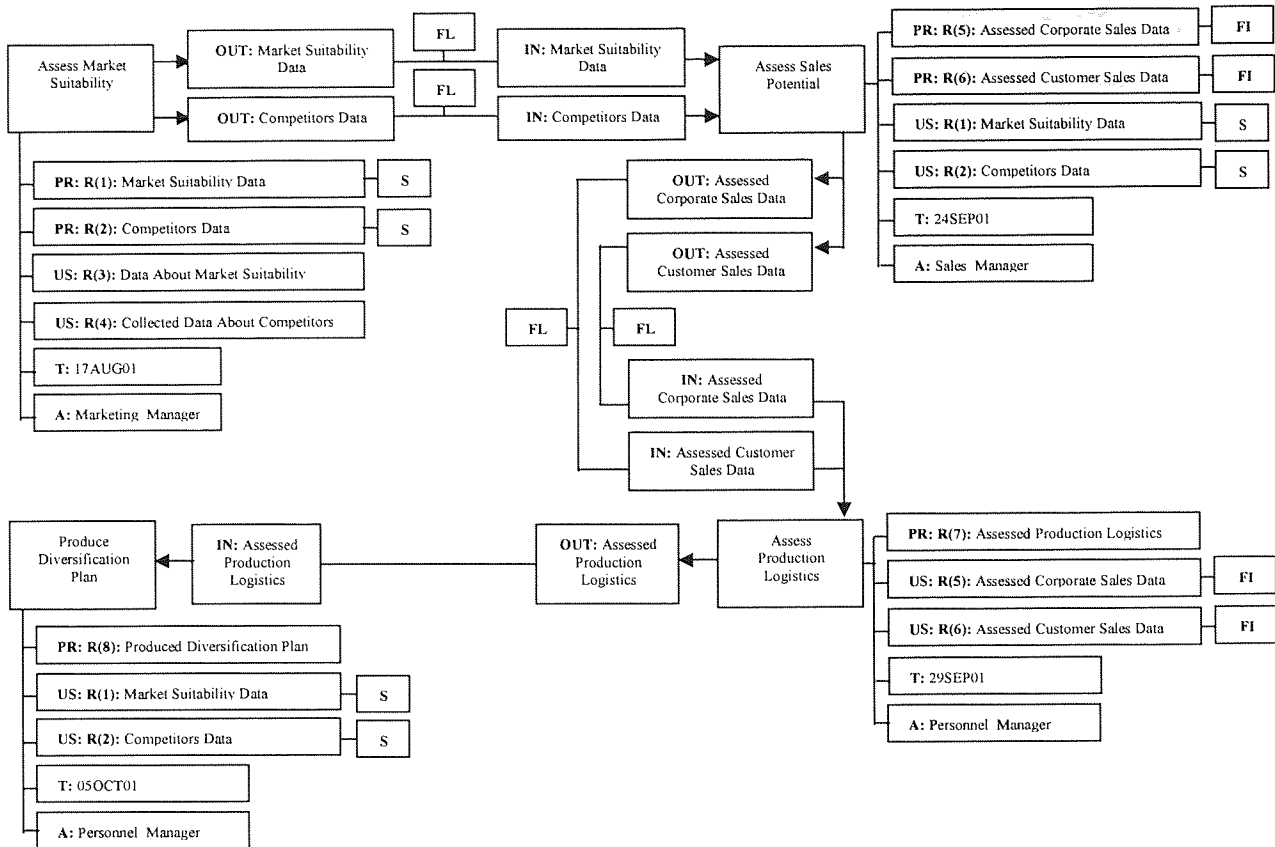 Assess Market
Suitability
OUT: Market Suitability
Data
FL
IN: Market Suitability
Data
OUT: Competitors Data
FL
IN: Competitors Data
Assess Sales
Potential
PR: R(5): Assessed Corporate Sales Data
FI
PR: R(6): Assessed Customer Sales Data
FI
US: R(1): Market Suitability Data
S
US: R(2): Competitors Data
S
T: 24SEP01
A: Sales Manager
PR: R(1): Market Suitability Data
S
PR: R(2): Competitors Data
S
US: R(3): Data About Market Suitability
US: R(4): Collected Data About Competitors
T: 17AUG01
A: Marketing Manager
OUT: Assessed
Corporate Sales Data
OUT: Assessed
Customer Sales Data
FL
FL
IN: Assessed
Corporate Sales Data
IN: Assessed Customer
Sales Data
Produce
Diversification
Plan
IN: Assessed
Production
Logistics
OUT: Assessed
Production
Logistics
Assess
Production
Logistics
PR: R(7): Assessed Production Logistics
US: R(5): Assessed Corporate Sales Data
FI
US: R(6): Assessed Customer Sales Data
FI
T: 29SEP01
A: Personnel Manager
PR: R(8): Produced Diversification Plan
US: R(1): Market Suitability Data
S
US: R(2): Competitors Data
S
T: 05OCT01
A: Personnel Manager